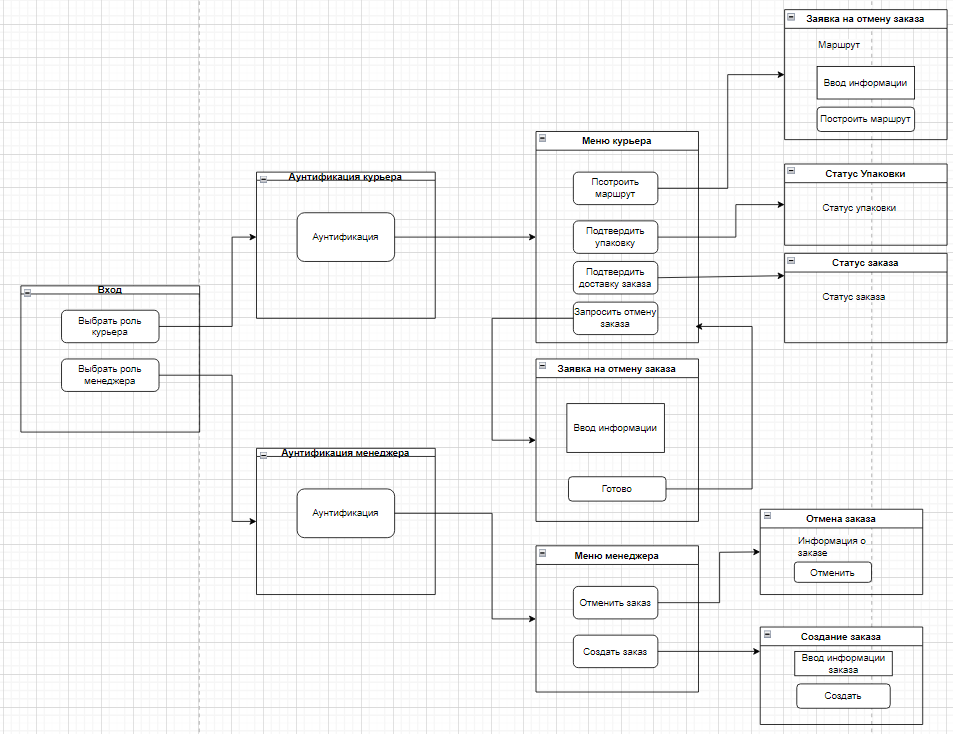 Вход
Выбрать роль
курьера
Выбрать роль
менеджера
Аунтификация курьера
Аунтификация
Аунтификация менеджера
Аунтификация
Меню курьера
Псстроить
маршрут
Подтвердить
упаковку
Подтвердить
доставку заказа
Запросить отмену
заказа
Заявка на отмену заказа
Ввод информации
Готово
Меню менеджера
Отменить заказ
Создать заказ
Заявка на отмену заказа
Маршрут
Ввод информации
Построить маршрут
Статус Упаковки
Статус упаковки
Статус заказа
Статус заказа
Отмена заказа
Информация о
заказе
Отменить
Создание заказа
Ввод информации
заказа
Создать